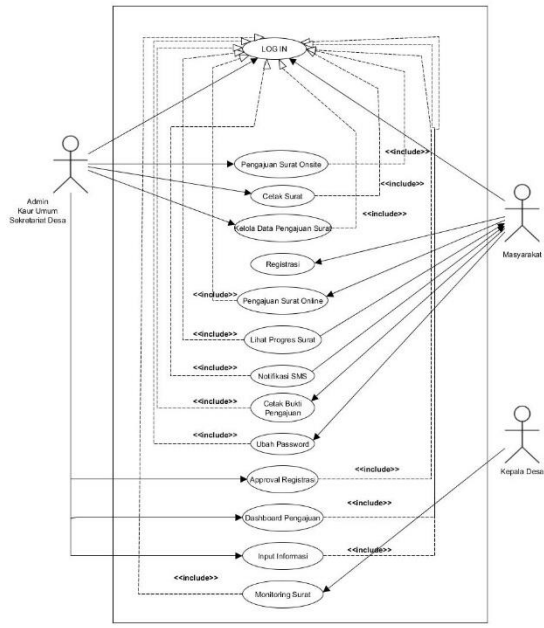 LOG IN
<<include>>
Pengajuan Surat Onsite
<<include>>
Cetak Surat
Admin
Kaur Umum
Sekretariat Desa
<<include>>
Kelola Data Pengajuan Surat
Masyarakat
Registrasi
<<include>>
Pengajuan Surat Online
<<include>>
Lihat Progres Surat
<<include>>
Notifikasi SMS
<<include>>
Cetak Bukti
Pengajuan
<<include>>
Ubah Password
<<include>>
Approval Registrasi
Kepala Desa
<<include>>
Dashboard Pengajuan
<<include>>
Input Informasi
<<include>>
Monitoring Surat